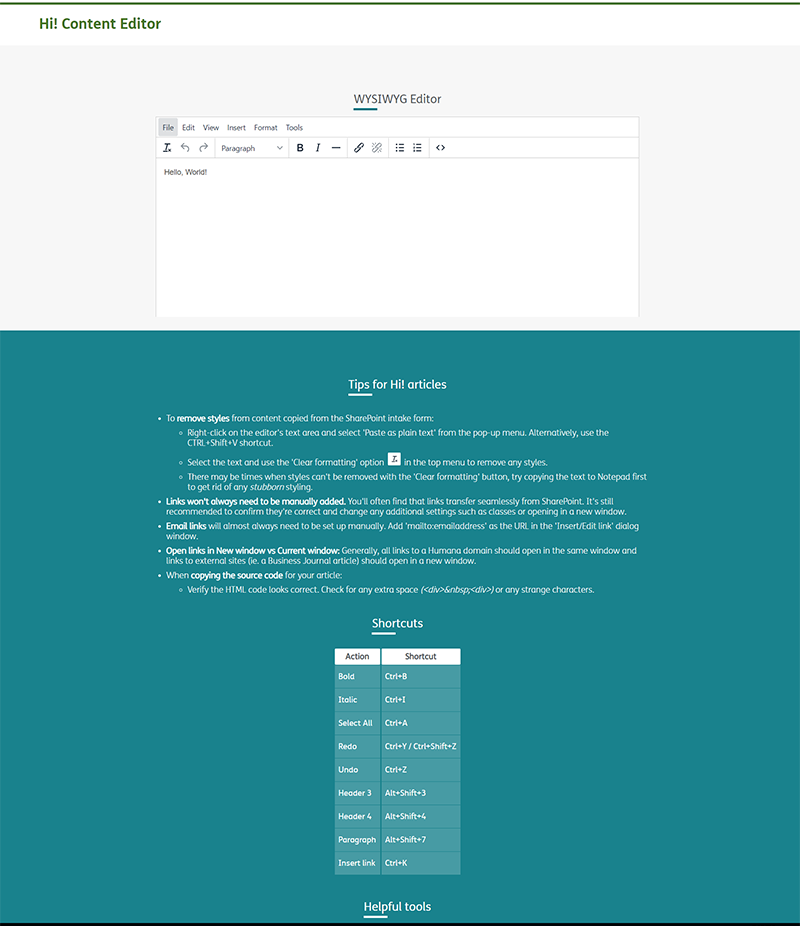 Hi! Content Editor
WYSIWYG Editor
File Edit View Insert Format Tools
Paragraph B I
Hello, World!
Tips for Hi! articles
• To remove styles from content copied from the SharePoint intake form:
◦ Right-click on the editor's text area and select 'Paste as plain text' from the pop-up menu. Alternatively, use the
CTRL+Shift+V shortcut.
◦ Select the text and use the 'Clear formatting' option in the top menu to remove any styles.
◦ There may be times when styles can't be removed with the 'Clear formatting' button, try copying the text to Notepad first
to get rid of any stubborn styling.
• Links won't always need to be manually added. You'll often find that links transfer seamlessly from SharePoint. It's still
recommended to confirm they're correct and change any additional settings such as classes or opening in a new window.
• Email links will almost always need to be set up manually. Add 'mailto:emailaddress' as the URL in the 'Insert/Edit link' dialog
window.
• Open links in New window vs Current window: Generally, all links to a Humana domain should open in the same window and
links to external sites (ie. a Business Journal article) should open in a new window.
• When copying the source code for your article:
◦ Verify the HTML code looks correct. Check for any extra space (<div>&nbsp;<div>) or any strange characters.
Shortcuts
Action Shortcut
Bold Ctrl+B
Italic Ctrl+I
Select All Ctrl+A
Redo Ctrl+Y / Ctrl+Shift+Z
Undo Ctrl+Z
Header 3 Alt+Shift+3
Header 4 Alt+Shift+4
Paragraph Alt+Shift+7
Insert link Ctrl+K
Helpful tools